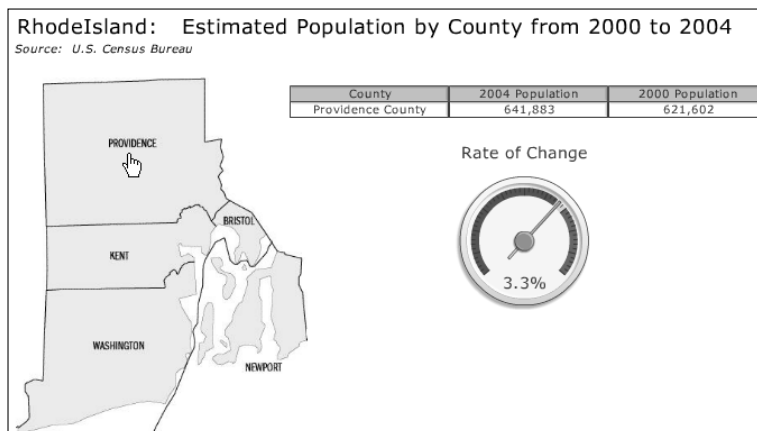 RhodeIsland: Estimated Population by County from 2000 to 2004
Source: U.S. Census Bureau
County 2004 Population 2000 Population
Providence County 641,883 621,602
Rate of Change
3.3%
PROVIDENCE
BRISTOL
KENT
WASHINGTON
NEWPORT